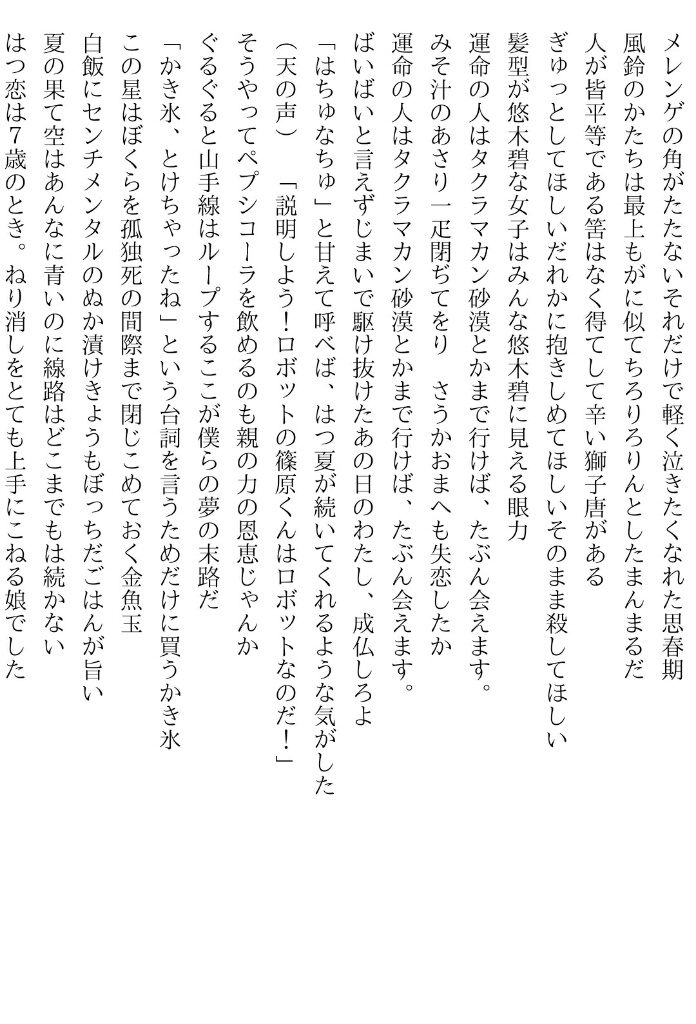 メレンゲの角がたたないそれだけで軽く泣きたくなれた思春期
風鈴のかたちは最上もがに似てちろりろりんとしたまんまるだ
人が皆平等である筈はなく得てして辛い獅子唐がある
ぎゅっとしてほしいだれかに抱きしめてほしいそのまま殺してほしい
髪型が悠木碧な女子はみんな悠木碧に見える眼力
運命の人はタクラマカン砂漠とかまで行けば、たぶん会えます。
みそ汁のあさり一疋閉ぢてをり　さうかおまへも失恋したか
運命の人はタクラマカン砂漠とかまで行けば、たぶん会えます。
ばいばいと言えずじまいで駆け抜けたあの日のわたし、成仏しろよ
「はちゅなちゅ」と甘えて呼べば、はつ夏が続いてくれるような気がした
（天の声）　「説明しよう！ロボットの篠原くんはロボットなのだ！」
そうやってペプシコーラを飲めるのも親の力の恩恵じゃんか
ぐるぐると山手線はループするここが僕らの夢の末路だ
「かき氷、とけちゃったね」という台詞を言うためだけに買うかき氷
この星はぼくらを孤独死の間際まで閉じこめておく金魚玉
白飯にセンチメンタルのぬか漬けきょうもぼっちだごはんが旨い
夏の果て空はあんなに青いのに線路はどこまでもは続かない
はつ恋は７歳のとき。ねり消しをとても上手にこねる娘でした